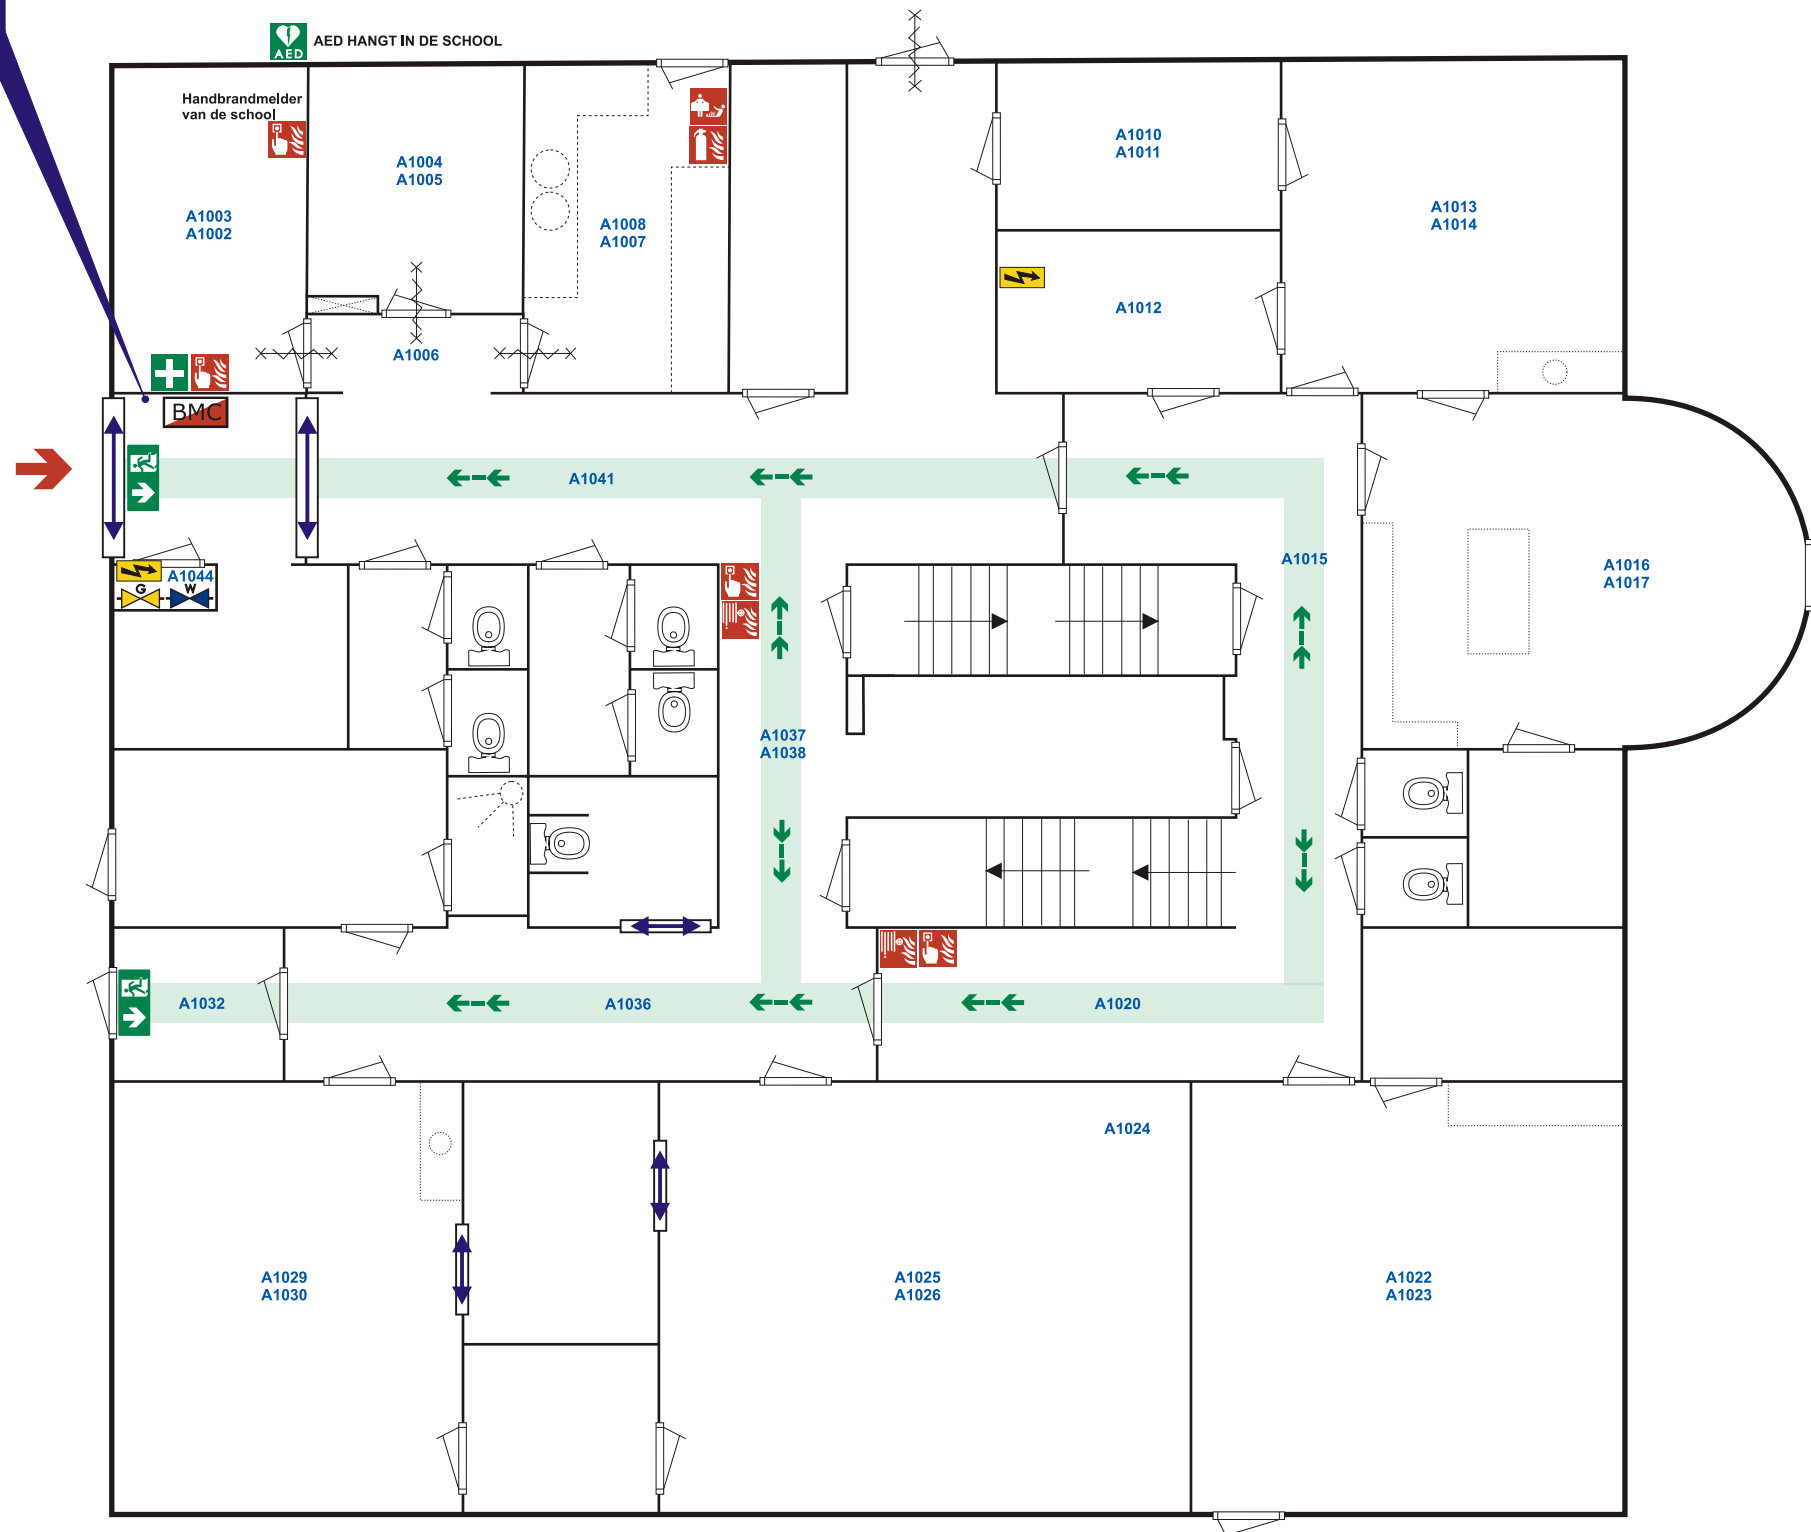 AED
AED HANGT IN DE SCHOOL
Handbrandmelder
van de school
A1004
A1005
A1010
A1011
A1003
A1002
A1008
A1007
A1013
A1014
A1012
A1006
BMC
A1041
A1015
A1016
A1017
A1044
G
W
A1037
A1038
A1032
A1036
A1020
A1024
A1029
A1030
A1025
A1026
A1022
A1023